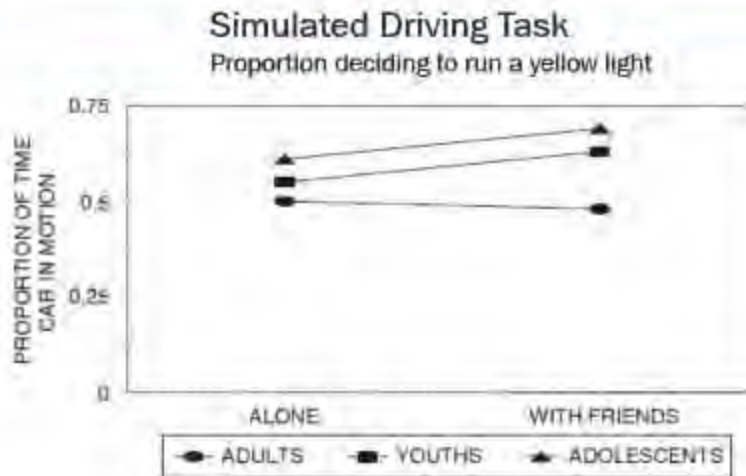 Simulated Driving Task
Proportion deciding to run a yellow light
PROPORTION OF TIME
CAR IN MOTION
0.75
0.5
0.25
0
ALONE
WITH FRIENDS
ADULTS
YOUTHS
ADOLESCENTS